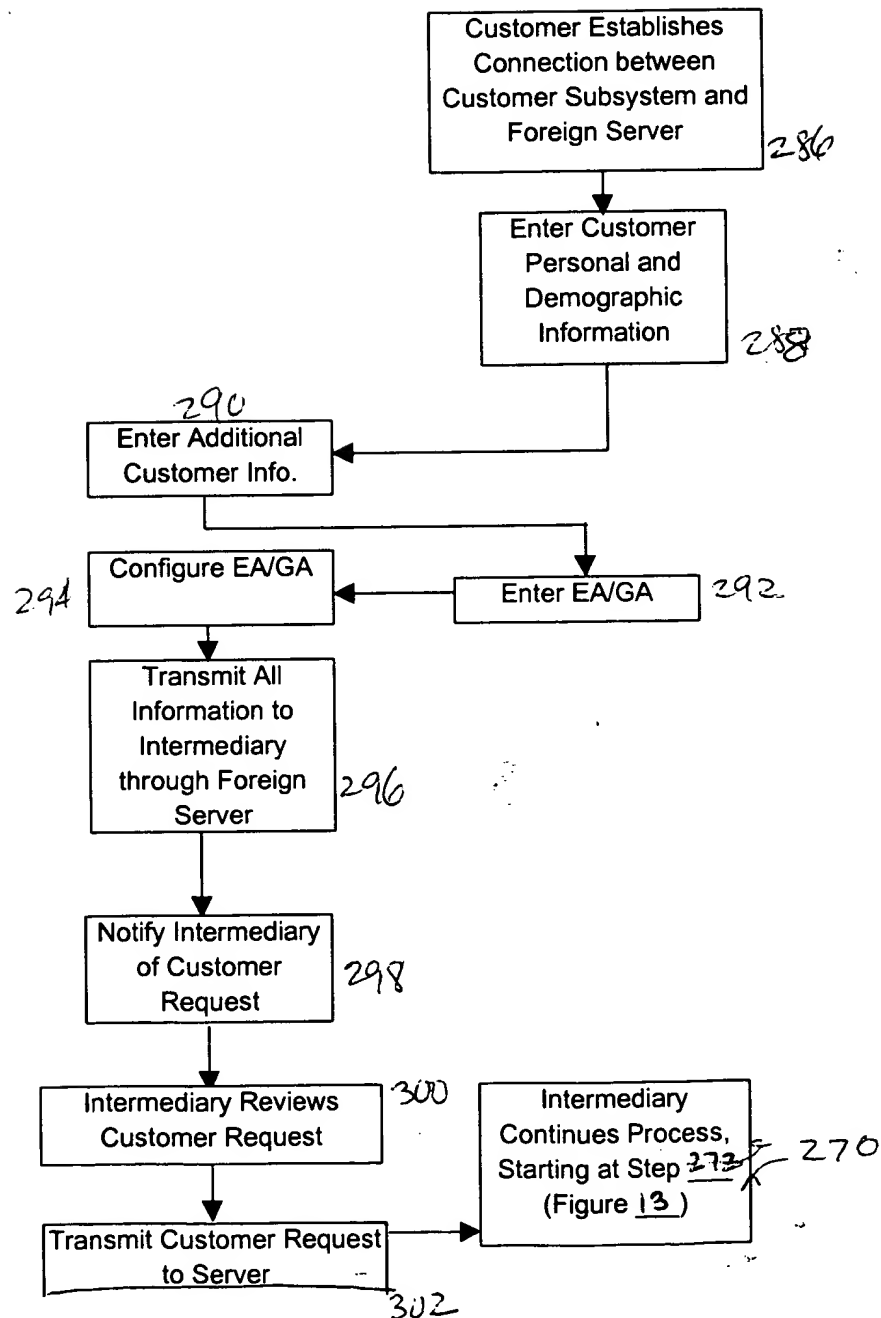 Customer Establishes
Connection between
Customer Subsystem and
Foreign Server
286
Enter Customer
Personal and
Demographic
Information
288
290
Enter Additional
Customer Info.
Configure EA/GA
294
Enter EA/GA
292
Transmit All
Information to
Intermediary
through Foreign
Server
296
Notify Intermediary
of Customer
Request
298
Intermediary Reviews
Customer Request
300
Intermediary
Continues Process,
Starting at Step
(Figure 13)
270
Transmit Customer Request
to Server
302